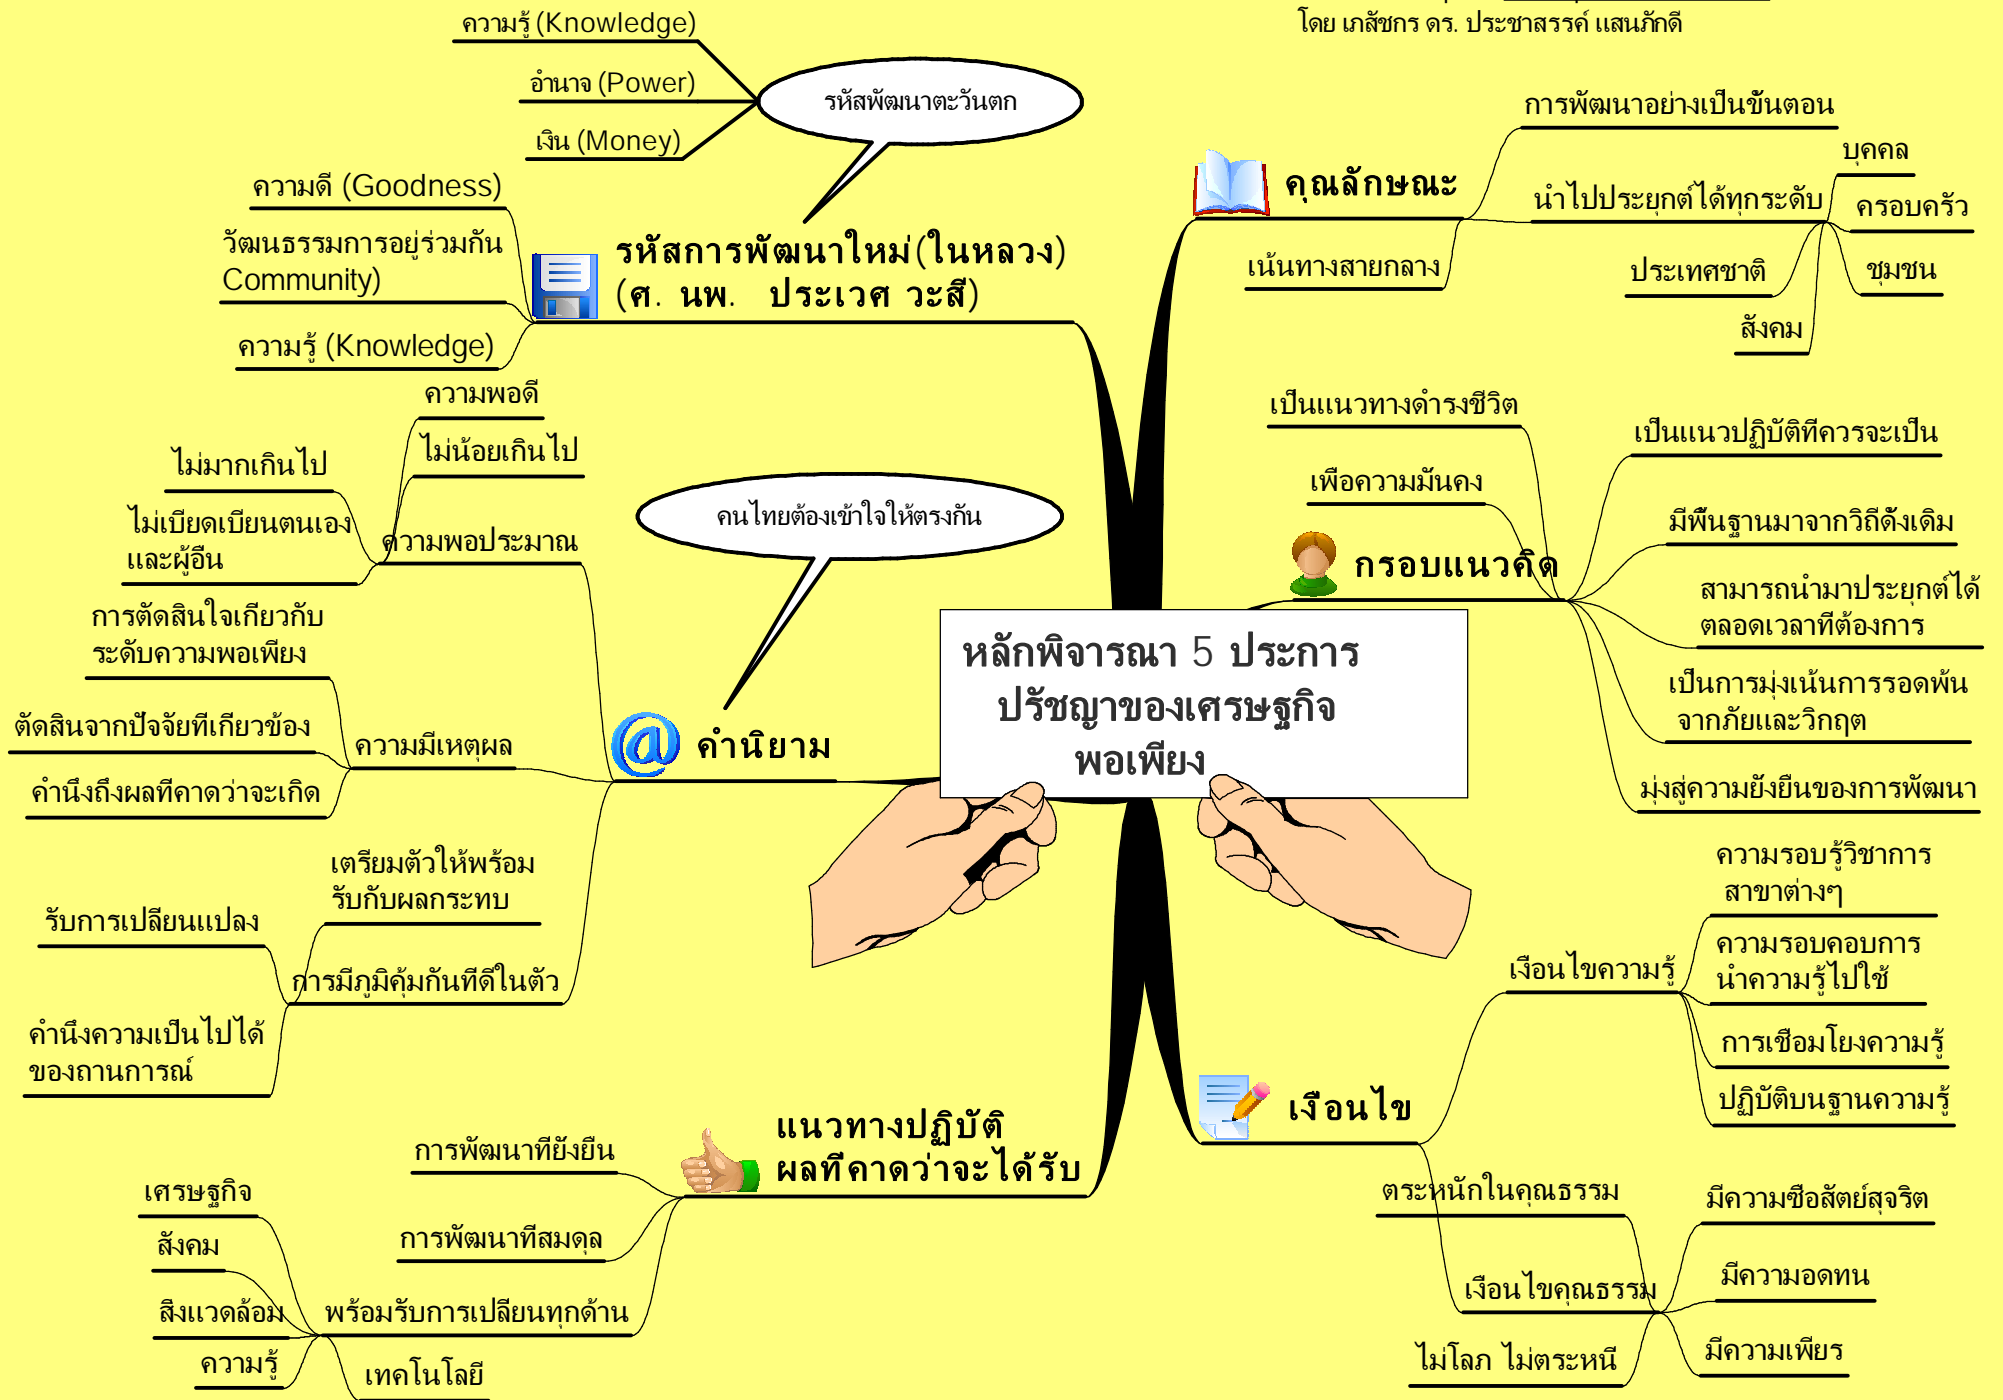 โดย เภสัชกร ดร. ประชาสรรค์ แสนภักดี
ความรู้ (Knowledge)
อำนาจ (Power)
เงิน (Money)
รหัสพัฒนาตะวันตก
ความดี (Goodness)
วัฒนธรรมการอยู่ร่วมกัน
Community)
ความรู้ (Knowledge)
รหัสการพัฒนาใหม่(ในหลวง)
(ศ. นพ. ประเวศ วะสี)
คุณลักษณะ
การพัฒนาอย่างเป็นขั้นตอน
นำไปประยุกต์ได้ทุกระดับ
บุคคล
ครอบครัว
ชุมชน
ประเทศชาติ
สังคม
เน้นทางสายกลาง
เป็นแนวทางดำรงชีวิต
เพื่อความมั่นคง
กรอบแนวคิด
เป็นแนวปฏิบัติที่ควรจะเป็น
มีพื้นฐานมาจากวิถีดั้งเดิม
สามารถนำมาประยุกต์ได้
ตลอดเวลาที่ต้องการ
เป็นการมุ่งเน้นการรอดพ้น
จากภัยและวิกฤต
มุ่งสู่ความยั่งยืนของการพัฒนา
หลักพิจารณา 5 ประการ
ปรัชญาของเศรษฐกิจ
พอเพียง
คนไทยต้องเข้าใจให้ตรงกัน
คำนิยาม
ความพอดี
ไม่น้อยเกินไป
ไม่มากเกินไป
ไม่เบียดเบียนตนเอง
และผู้อื่น
ความพอประมาณ
การตัดสินใจเกี่ยวกับ
ระดับความพอเพียง
ตัดสินจากปัจจัยที่เกี่ยวข้อง
ความมีเหตุผล
คำนึงถึงผลที่คาดว่าจะเกิด
เตรียมตัวให้พร้อม
รับกับผลกระทบ
รับการเปลี่ยนแปลง
การมีภูมิคุ้มกันที่ดีในตัว
คำนึงความเป็นไปได้
ของถานการณ์
แนวทางปฏิบัติ
ผลที่คาดว่าจะได้รับ
การพัฒนาที่ยั่งยืน
การพัฒนาที่สมดุล
พร้อมรับการเปลี่ยนทุกด้าน
เศรษฐกิจ
สังคม
สิ่งแวดล้อม
ความรู้
เทคโนโลยี
เงื่อนไข
เงื่อนไขความรู้
ความรอบรู้วิชาการ
สาขาต่างๆ
ความรอบคอบการ
นำความรู้ไปใช้
การเชื่อมโยงความรู้
ปฏิบัติบนฐานความรู้
ตระหนักในคุณธรรม
เงื่อนไขคุณธรรม
มีความซื่อสัตย์สุจริต
มีความอดทน
มีความเพียร
ไม่โลภ ไม่ตระหนี่